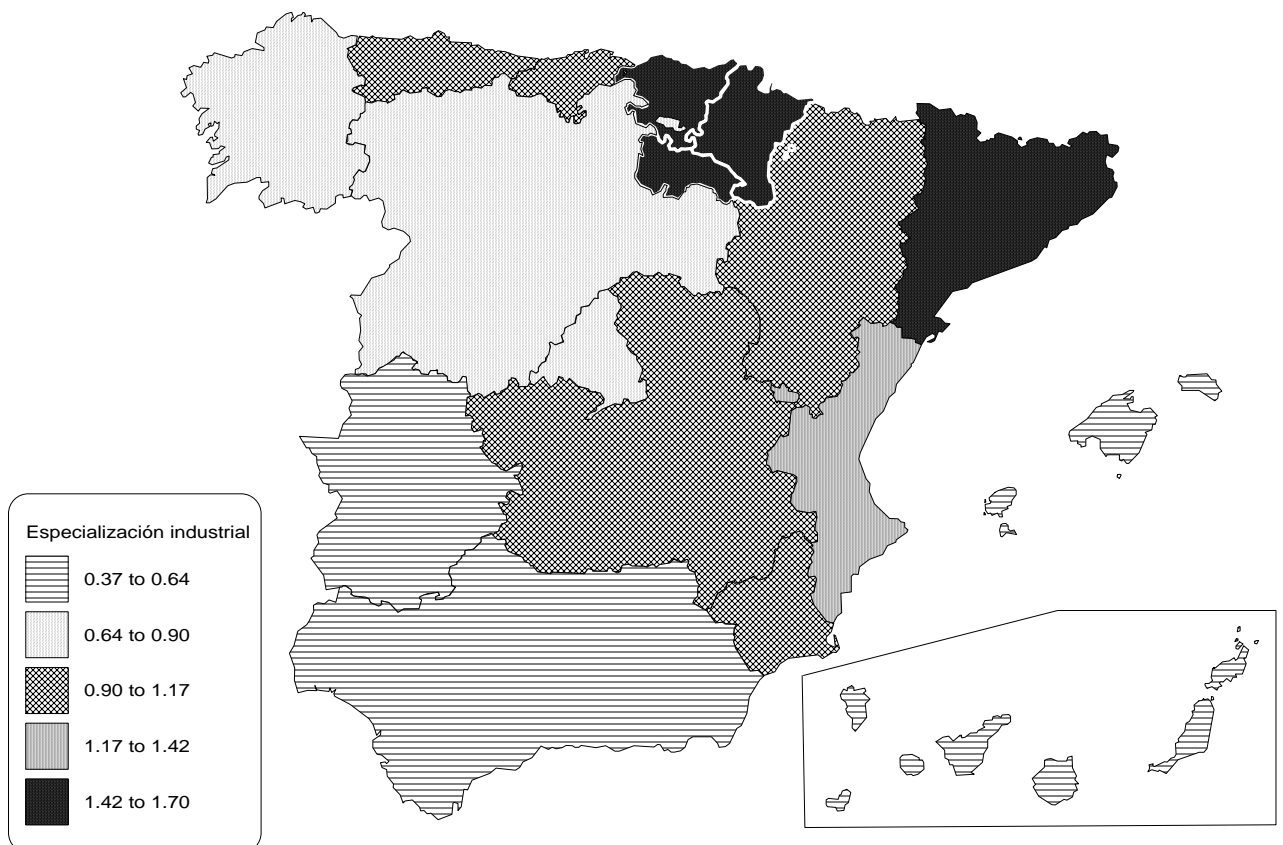 Especialización industrial
0.37 to 0.64
0.64 to 0.90
0.90 to 1.17
1.17 to 1.42
1.42 to 1.70